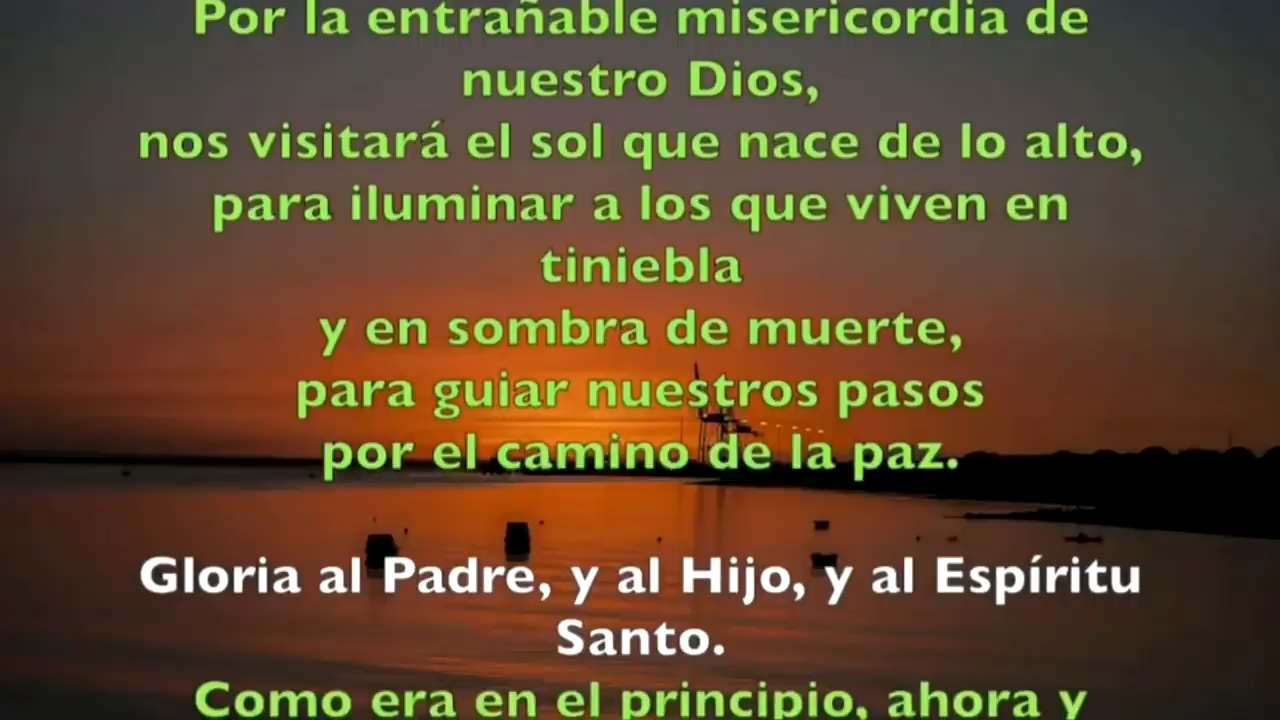 Por la entrañable misericordia de
nuestro Dios,
nos visitará el sol que nace de lo alto,
para iluminar a los que viven en
tiniebla
y en sombra de muerte,
para guiar nuestros pasos
por el camino de la paz.
Gloria al Padre, y al Hijo, y al Espíritu
Santo.
Como era en el principio, ahora y